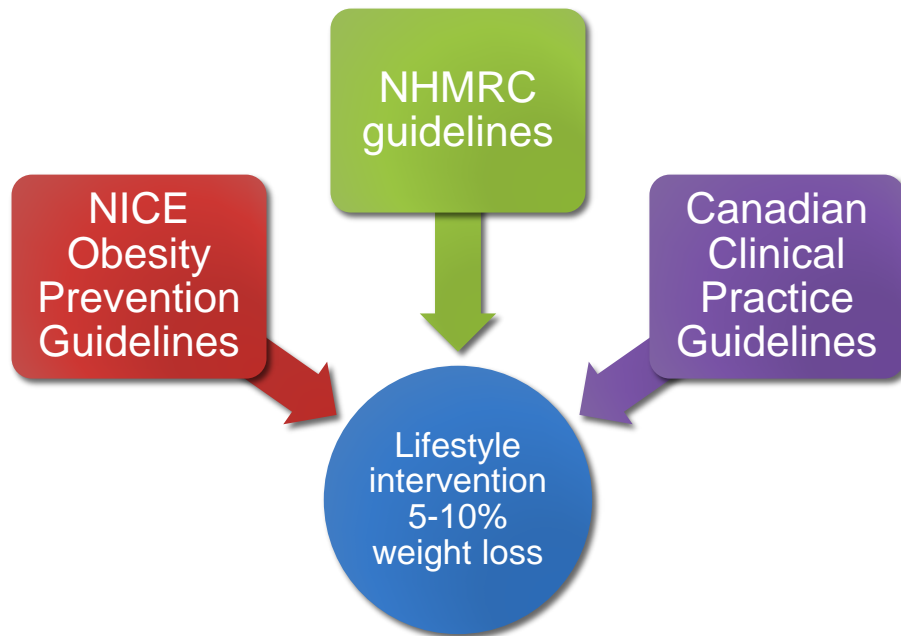 NHMRC
guidelines
NICE
Obesity
Prevention
Guidelines
Canadian
Clinical
Practice
Guidelines
Lifestyle
intervention
5-10%
weight loss